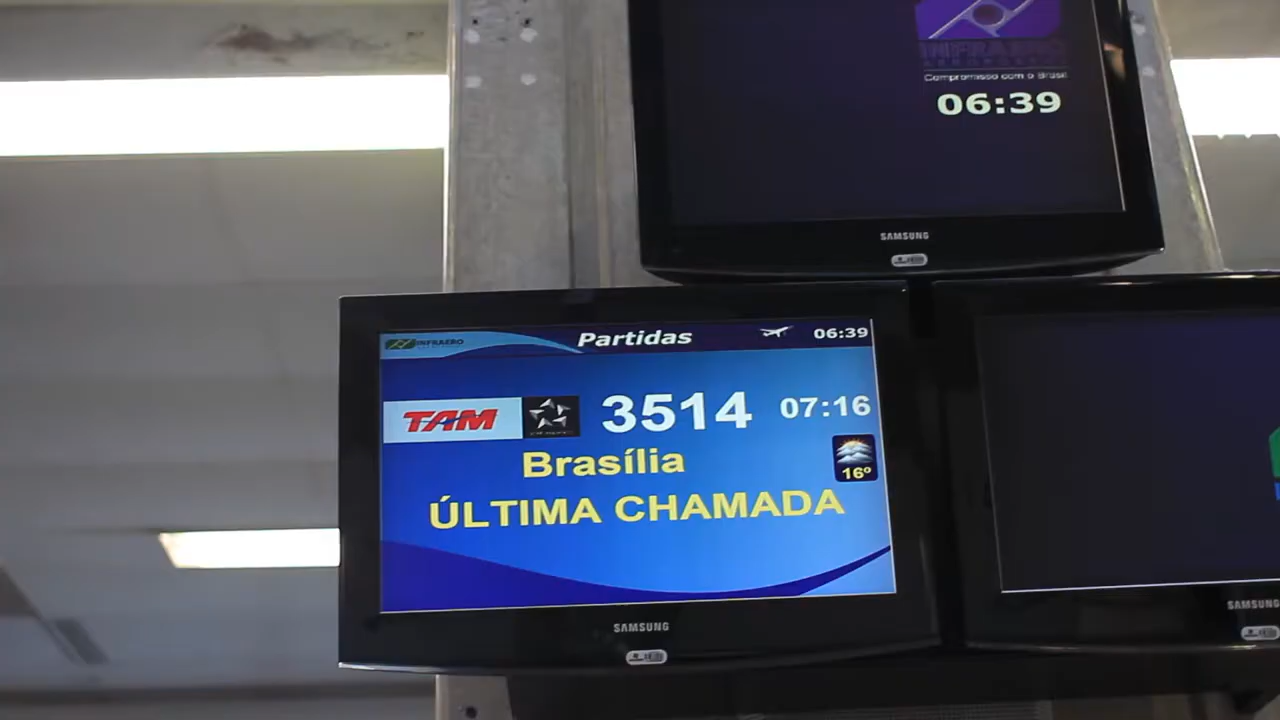 INFRAERO
Compromisso com o Brasil
06:39
SAMSUNG
INFRAERO
Partidas
06:39
TAM
3514
07:16
Brasília
16º
ÚLTIMA CHAMADA
SAMSUNG
SAMSUNG